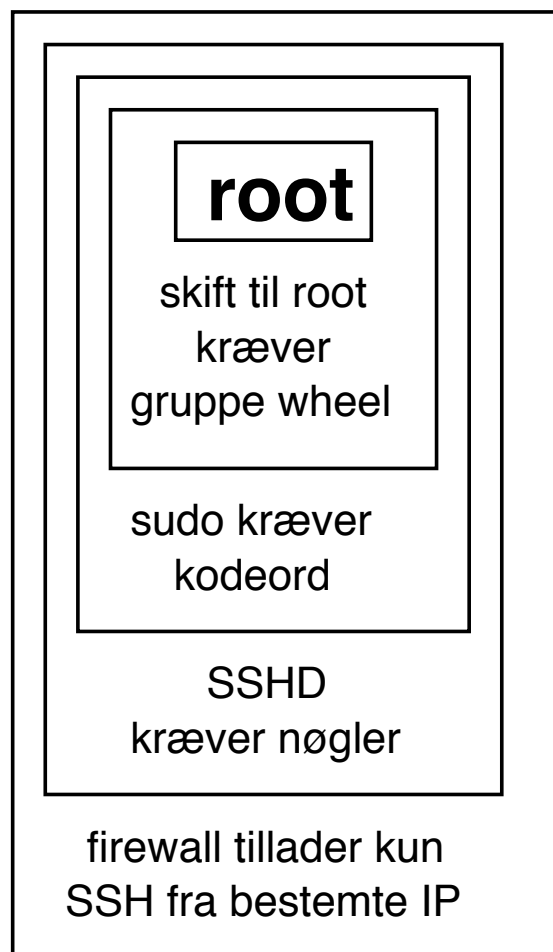 root
skift til root
kræver
gruppe wheel
sudo kræver
kodeord
SSHD
kræver nøgler
firewall tillader kun
SSH fra bestemte IP